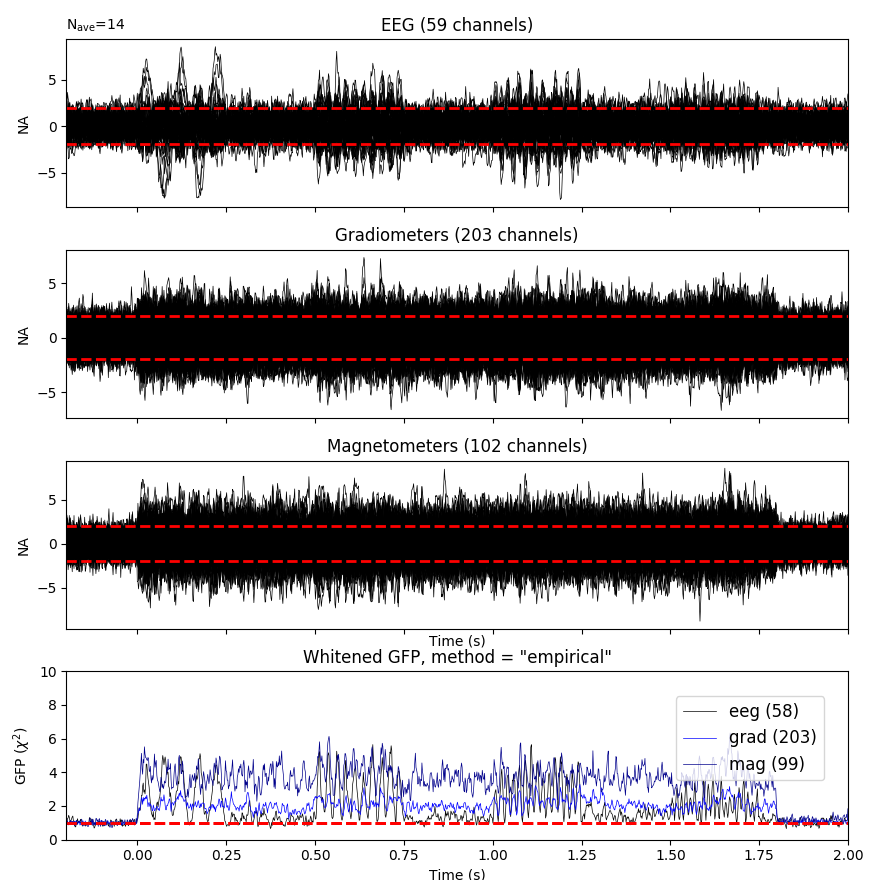 N_ave=14
EEG (59 channels)
5
0
−5
NA
Gradiometers (203 channels)
5
0
−5
NA
Magnetometers (102 channels)
5
0
−5
NA
Time (s)
Whitened GFP, method = "empirical"
10
8
6
4
2
0
GFP (χ²)
eeg (58)
grad (203)
mag (99)
0.00 0.25 0.50 0.75 1.00 1.25 1.50 1.75 2.00
Time (s)